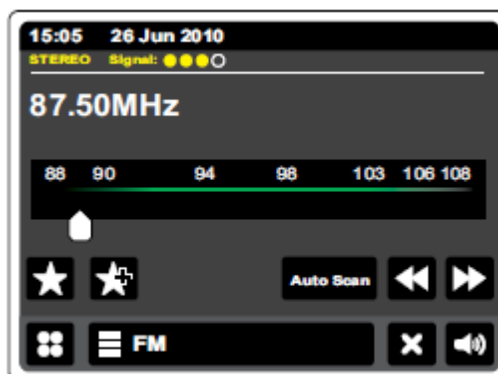 15:05 26 Jun 2010
STEREO Signal:
87.50MHz
88 90 94 98 103 106 108
Auto Scan
FM